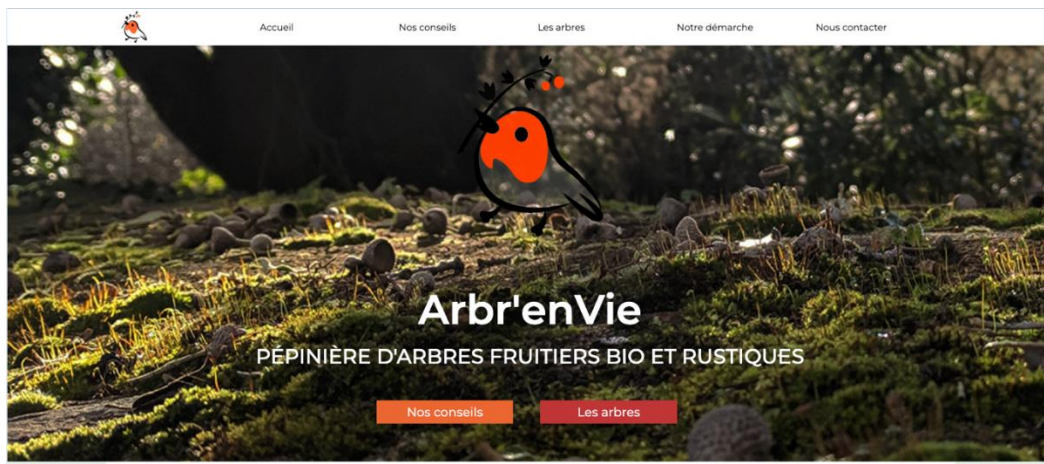 Accueil
Nos conseils
Les arbres
Notre démarche
Nous contacter
Arbr'enVie
PÉPINIÈRE D'ARBRES FRUITIERS BIO ET RUSTIQUES
Nos conseils
Les arbres